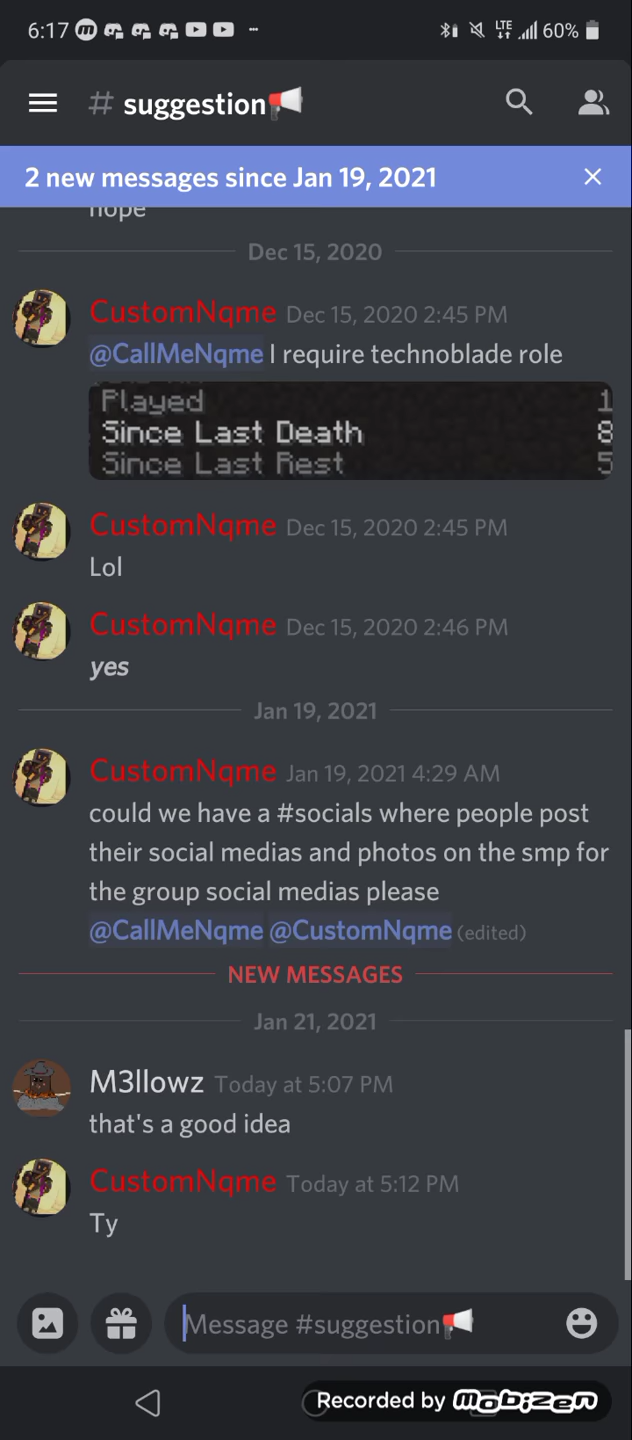 6:17 LTE 60%
# suggestion
2 new messages since Jan 19, 2021
nope
Dec 15, 2020
CustomNqme Dec 15, 2020 2:45 PM
@CallMeNqme I require technoblade role
Played 1
Since Last Death 8
Since Last Rest 5
CustomNqme Dec 15, 2020 2:45 PM
Lol
CustomNqme Dec 15, 2020 2:46 PM
yes
Jan 19, 2021
CustomNqme Jan 19, 2021 4:29 AM
could we have a #socials where people post
their social medias and photos on the smp for
the group social medias please
@CallMeNqme @CustomNqme (edited)
NEW MESSAGES
Jan 21, 2021
M3llowz Today at 5:07 PM
that's a good idea
CustomNqme Today at 5:12 PM
Ty
Message #suggestion
Recorded by mobizen